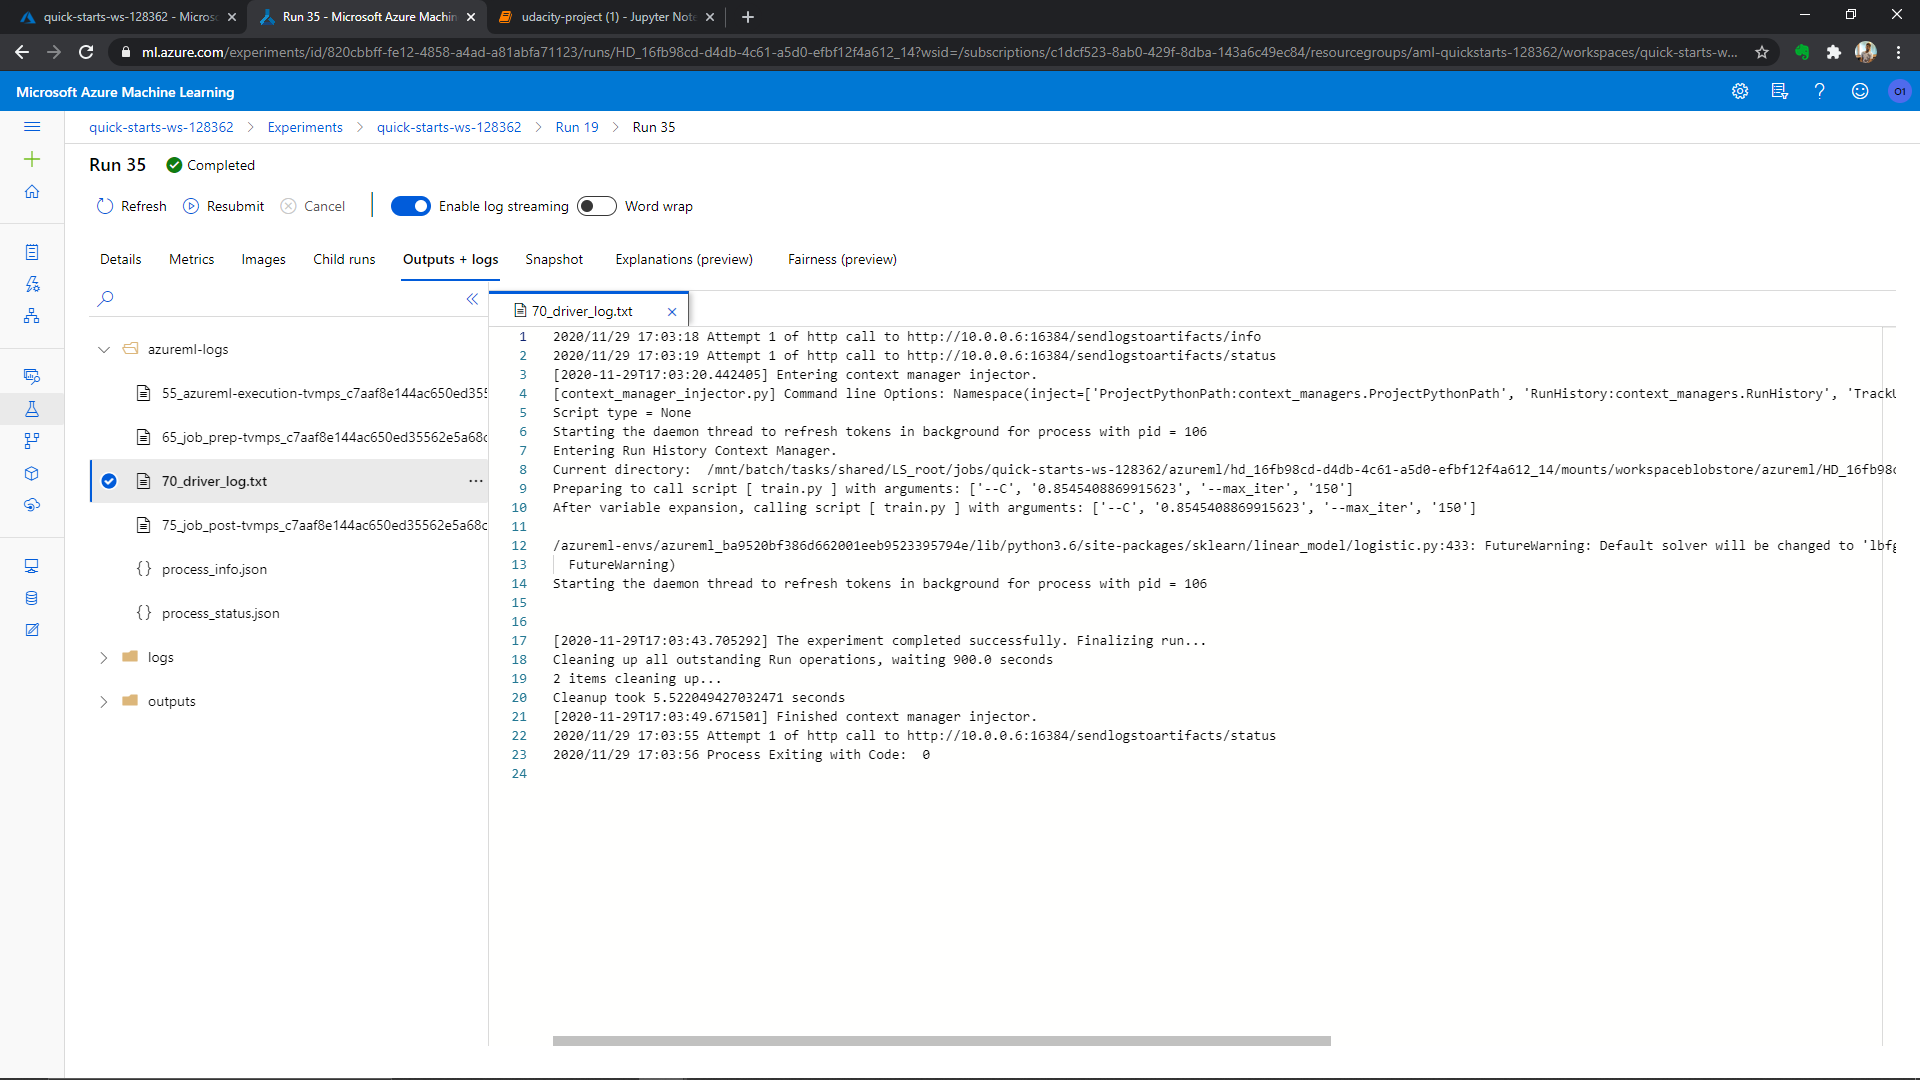 quick-starts-ws-128362 - Micros
Run 35 - Microsoft Azure Machin
udacity-project (1) - Jupyter Not
ml.azure.com/experiments/id/820cbbff-fe12-4858-a4ad-a81abfa71123/runs/HD_16fb98cd-d4db-4c61-a5d0-efbf12f4a612_14?wsid=/subscriptions/c1dcf523-8ab0-429f-8dba-143a6c49ec84/resourcegroups/aml-quickstarts-128362/workspaces/quick-starts-w...
Microsoft Azure Machine Learning
O1
quick-starts-ws-128362 > Experiments > quick-starts-ws-128362 > Run 19 > Run 35
Run 35 Completed
Refresh Resubmit Cancel Enable log streaming Word wrap
Details Metrics Images Child runs Outputs + logs Snapshot Explanations (preview) Fairness (preview)
azureml-logs
55_azureml-execution-tvmps_c7aaf8e144ac650ed355
65_job_prep-tvmps_c7aaf8e144ac650ed35562e5a68c
70_driver_log.txt ...
75_job_post-tvmps_c7aaf8e144ac650ed35562e5a68c
{} process_info.json
{} process_status.json
logs
outputs
70_driver_log.txt
1 2020/11/29 17:03:18 Attempt 1 of http call to http://10.0.0.6:16384/sendlogstoartifacts/info
2 2020/11/29 17:03:19 Attempt 1 of http call to http://10.0.0.6:16384/sendlogstoartifacts/status
3 [2020-11-29T17:03:20.442405] Entering context manager injector.
4 [context_manager_injector.py] Command line Options: Namespace(inject=['ProjectPythonPath:context_managers.ProjectPythonPath', 'RunHistory:context_managers.RunHistory', 'TrackU
5 Script type = None
6 Starting the daemon thread to refresh tokens in background for process with pid = 106
7 Entering Run History Context Manager.
8 Current directory:  /mnt/batch/tasks/shared/LS_root/jobs/quick-starts-ws-128362/azureml/hd_16fb98cd-d4db-4c61-a5d0-efbf12f4a612_14/mounts/workspaceblobstore/azureml/HD_16fb98c
9 Preparing to call script [ train.py ] with arguments: ['--C', '0.8545408869915623', '--max_iter', '150']
10 After variable expansion, calling script [ train.py ] with arguments: ['--C', '0.8545408869915623', '--max_iter', '150']
11
12 /azureml-envs/azureml_ba9520bf386d662001eeb9523395794e/lib/python3.6/site-packages/sklearn/linear_model/logistic.py:433: FutureWarning: Default solver will be changed to 'lbfg
13 FutureWarning)
14 Starting the daemon thread to refresh tokens in background for process with pid = 106
15
16
17 [2020-11-29T17:03:43.705292] The experiment completed successfully. Finalizing run...
18 Cleaning up all outstanding Run operations, waiting 900.0 seconds
19 2 items cleaning up...
20 Cleanup took 5.522049427032471 seconds
21 [2020-11-29T17:03:49.671501] Finished context manager injector.
22 2020/11/29 17:03:55 Attempt 1 of http call to http://10.0.0.6:16384/sendlogstoartifacts/status
23 2020/11/29 17:03:56 Process Exiting with Code:  0
24